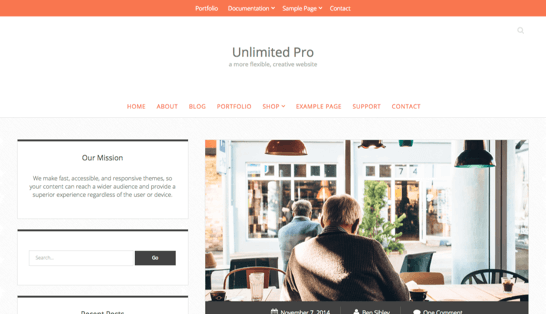 Portfolio Documentation Sample Page Contact
Unlimited Pro
a more flexible, creative website
HOME ABOUT BLOG PORTFOLIO SHOP EXAMPLE PAGE SUPPORT CONTACT
Our Mission
We make fast, accessible, and responsive themes, so
your content can reach a wider audience and provide a
superior experience regardless of the user or device.
Search...
Go
Recent Posts
7 4
November 7, 2014 Ben Sibley One Comment